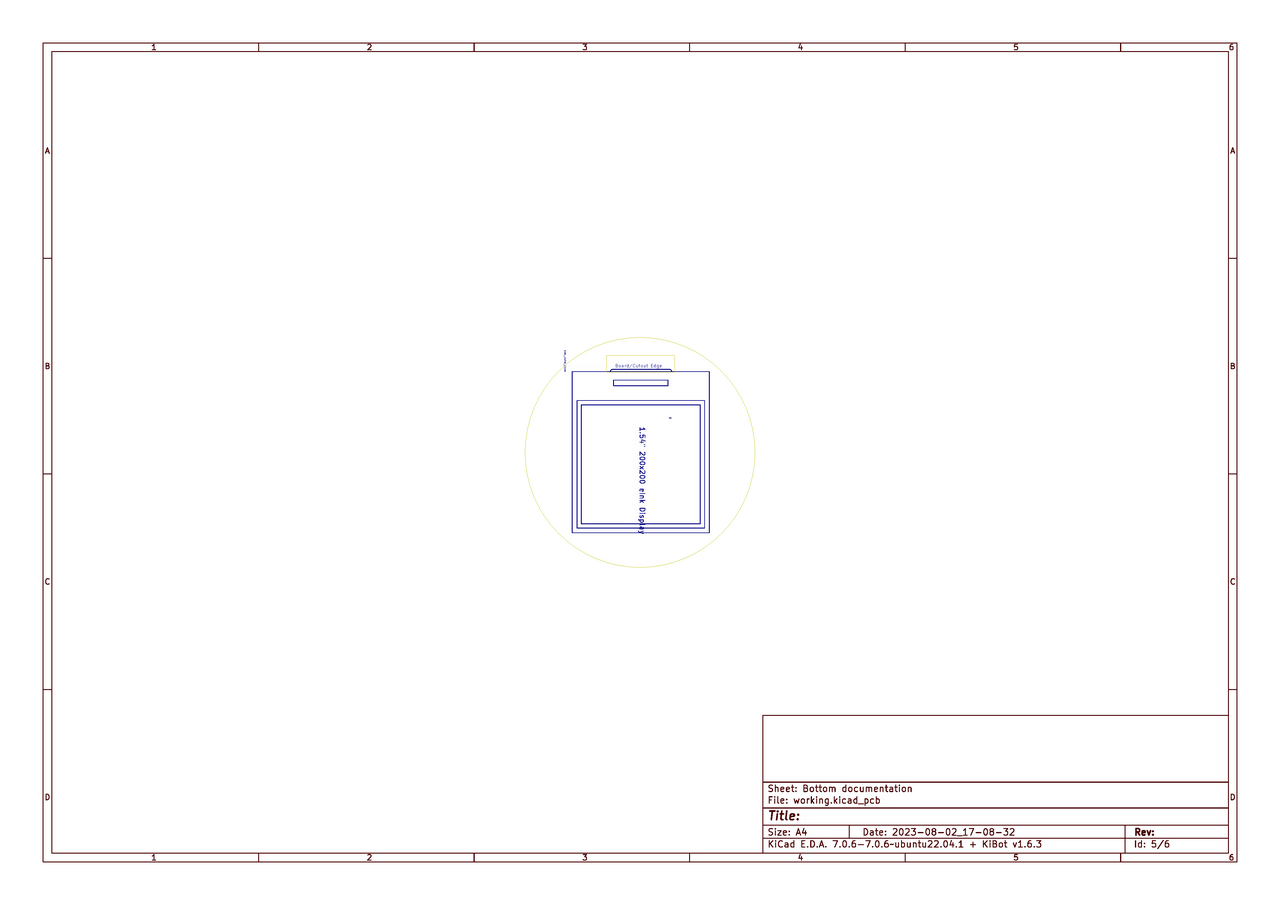 1 2 3 4 5 6
A A
Board/Cutout Edge
B B
1.54" 200x200 eink Display
C C
Sheet: Bottom documentation
File: working.kicad_pcb
D D
Title:
Size: A4 Date: 2023-08-02_17-08-32 Rev:
KiCad E.D.A. 7.0.6-7.0.6~ubuntu22.04.1 + KiBot v1.6.3 Id: 5/6
1 2 3 4 5 6